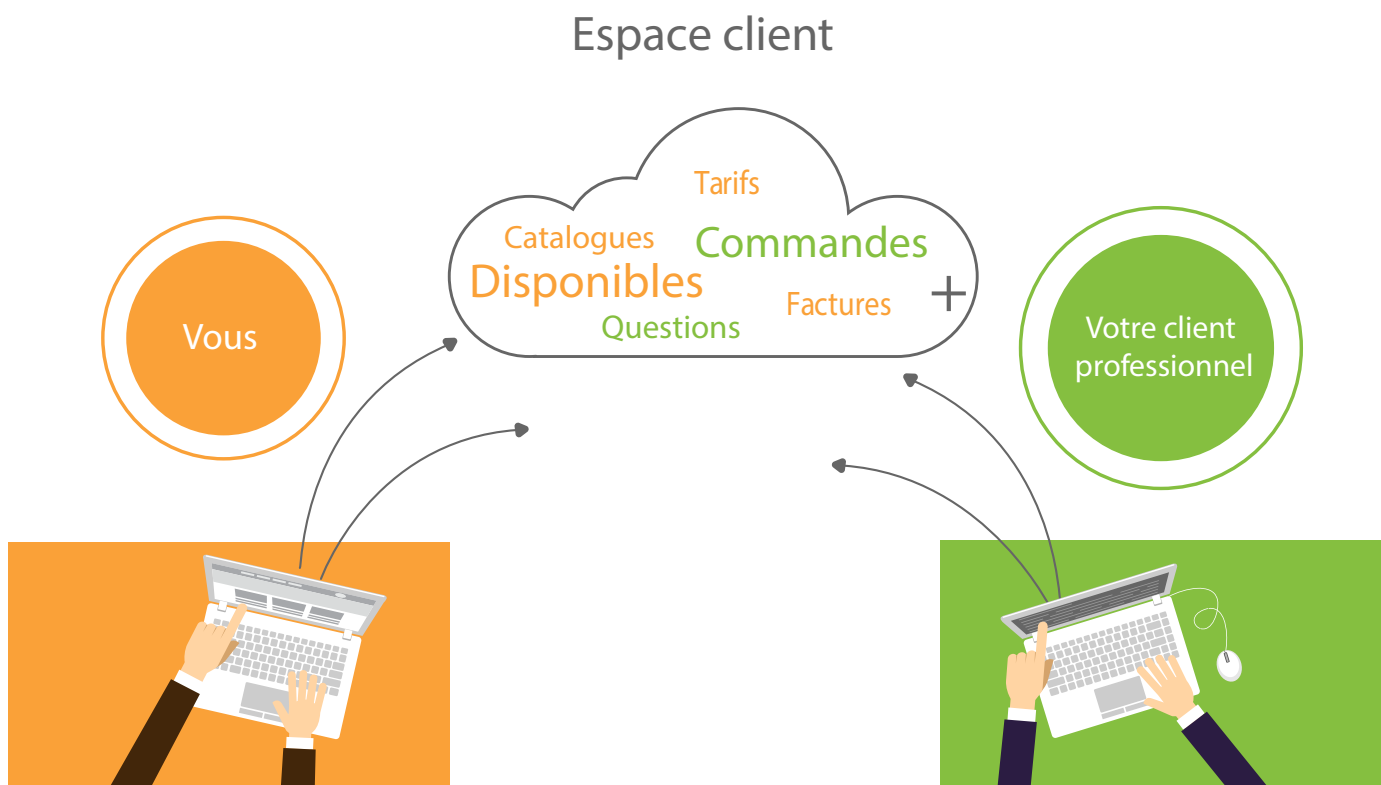 Espace client
Tarifs
Catalogues
Commandes
Disponibles
Factures
+
Questions
Vous
Votre client
professionnel